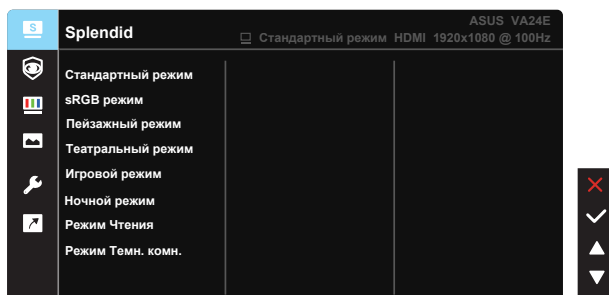 S
Splendid
ASUS VA24E
Стандартный режим HDMI 1920x1080 @ 100Hz
Стандартный режим
sRGB режим
Пейзажный режим
Театральный режим
Игровой режим
Ночной режим
Режим Чтения
Режим Темн. комн.